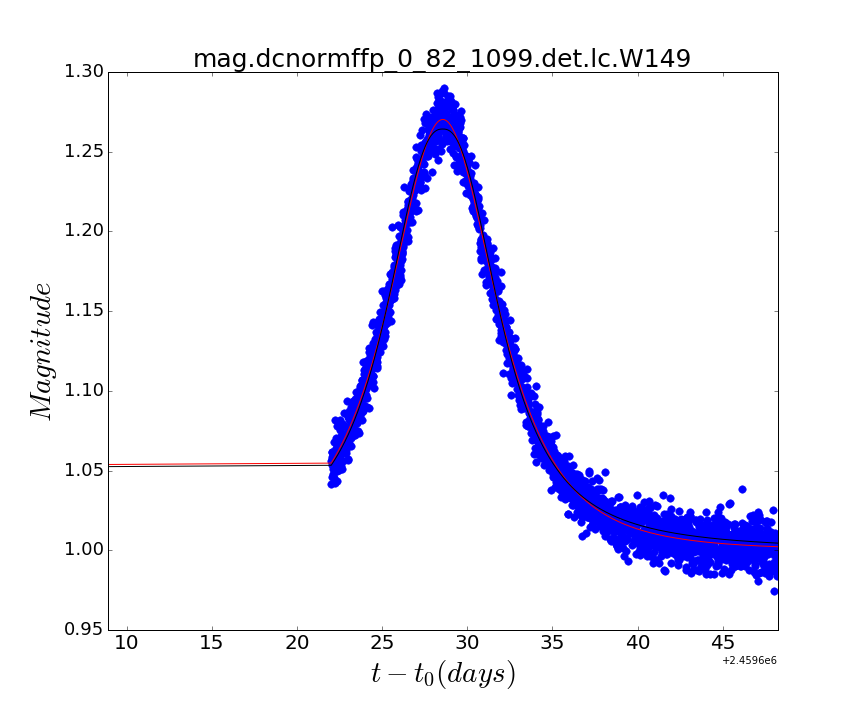 mag.dcnormffp_0_82_1099.det.lc.W149
1.30
1.25
1.20
1.15
1.10
1.05
1.00
0.95
Magnitude
10 15 20 25 30 35 40 45
+2.4596e6
t − t₀(days)